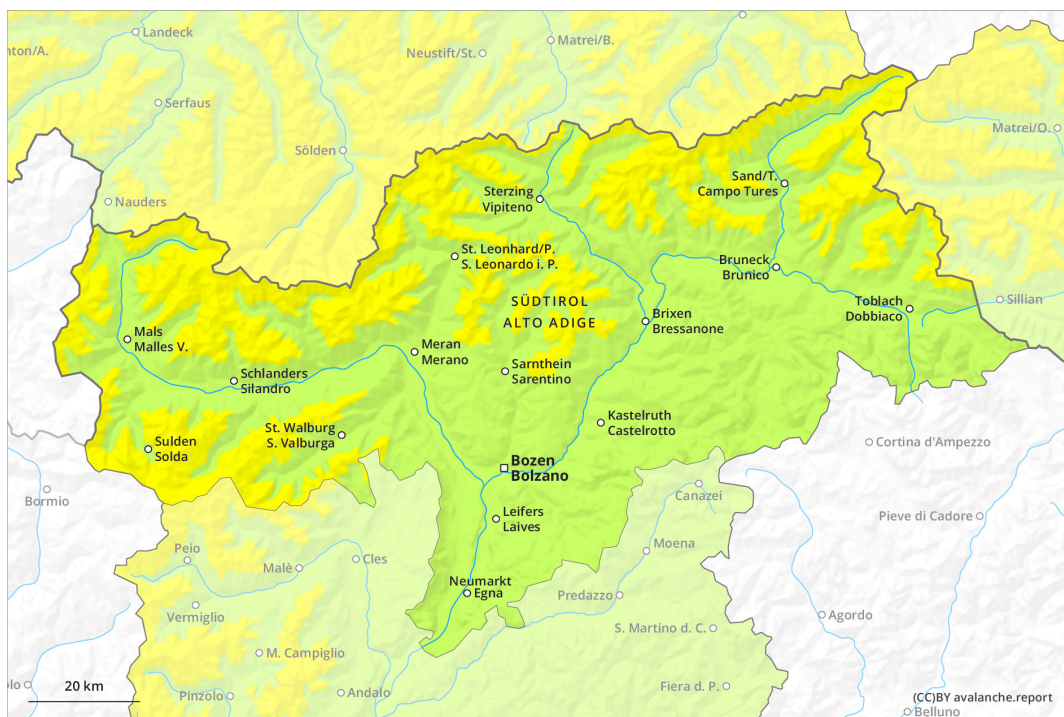 Landeck
nton/A.
Neustift/St.
Matrei/B.
Serfaus
Matrei/O.
Sölden
Sand/T.
Campo Tures
Sterzing
Vipiteno
Nauders
St. Leonhard/P.
S. Leonardo i. P.
Bruneck
Brunico
SÜDTIROL
ALTO ADIGE
Toblach
Dobbiaco
Sillian
Brixen
Bressanone
Mals
Malles V.
Meran
Merano
Sarnthein
Sarentino
Schlanders
Silandro
Kastelruth
Castelrotto
St. Walburg
S. Valburga
Sulden
Solda
Cortina d'Ampezzo
Bozen
Bolzano
Bormio
Canazei
Leifers
Laives
Pieve di Cadore
Peio
Moena
Cles
Malè
Neumarkt
Egna
Predazzo
Vermiglio
Agordo
S. Martino d. C.
M. Campiglio
20 km
olo
Pinzolo
Andalo
Fiera d. P.
(CC)BY avalanche.report
Belluno